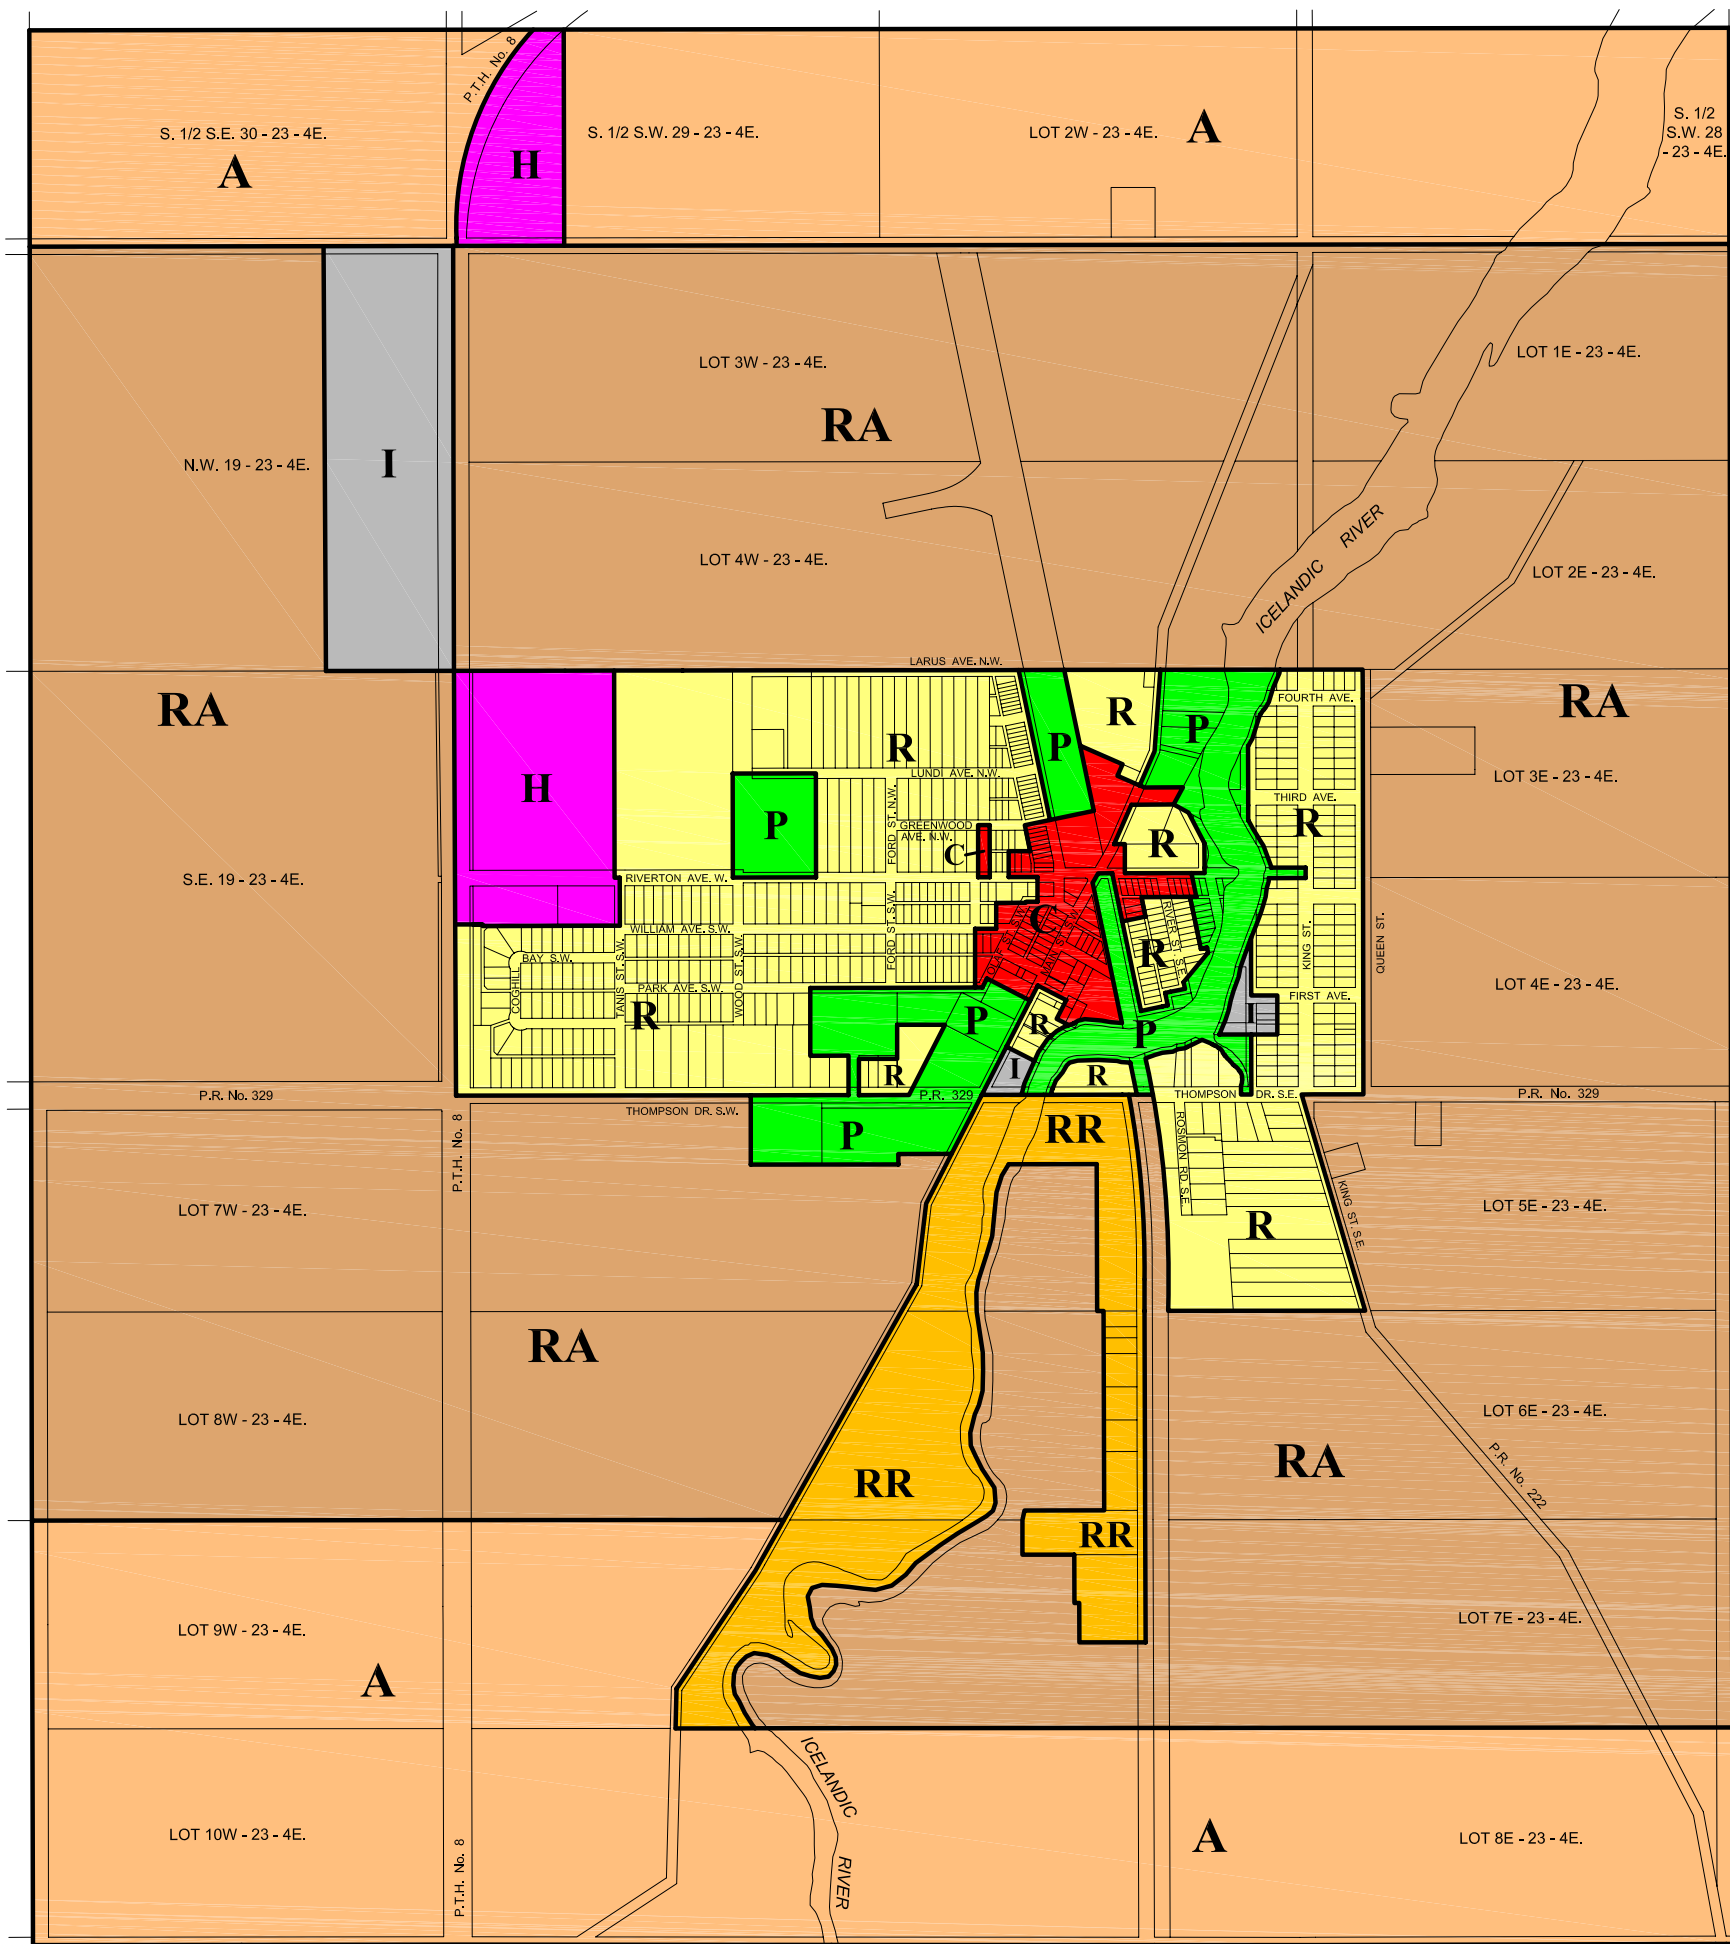 P.T.H. No. 8
S. 1/2 S.E. 30 - 23 - 4E.
A
H
S. 1/2 S.W. 29 - 23 - 4E.
LOT 2W - 23 - 4E.
A
S. 1/2
S.W. 28
- 23 - 4E.
LOT 3W - 23 - 4E.
LOT 1E - 23 - 4E.
RA
N.W. 19 - 23 - 4E.
I
LOT 4W - 23 - 4E.
ICELANDIC RIVER
LOT 2E - 23 - 4E.
LARUS AVE. N.W.
RA
RA
FOURTH AVE.
R
P
R
P
H
LUNDI AVE. N.W.
LOT 3E - 23 - 4E.
THIRD AVE.
FORD ST. N.W.
P
GREENWOOD
AVE. N.W.
R
R
C
S.E. 19 - 23 - 4E.
RIVERTON AVE. W.
FORD ST. S.W.
C
OLAF ST. S.W.
MAIN ST. S.W.
RIVER ST. S.E.
R
WILLIAM AVE. S.W.
BAY S.W.
COGHILL
TANIS ST. S.W.
WOOD ST. S.W.
PARK AVE. S.W.
KING ST.
QUEEN ST.
LOT 4E - 23 - 4E.
FIRST AVE.
R
P
R
P
I
I
R
R
P.R. No. 329
P.R. 329
THOMPSON DR. S.E.
P.R. No. 329
THOMPSON DR. S.W.
P.T.H. No. 8
P
RR
ROSMON RD. S.E.
KING ST. S.E.
LOT 7W - 23 - 4E.
R
LOT 5E - 23 - 4E.
RA
LOT 8W - 23 - 4E.
LOT 6E - 23 - 4E.
RA
RR
P.R. No. 222
RR
LOT 9W - 23 - 4E.
LOT 7E - 23 - 4E.
A
ICELANDIC
RIVER
LOT 10W - 23 - 4E.
P.T.H. No. 8
A
LOT 8E - 23 - 4E.